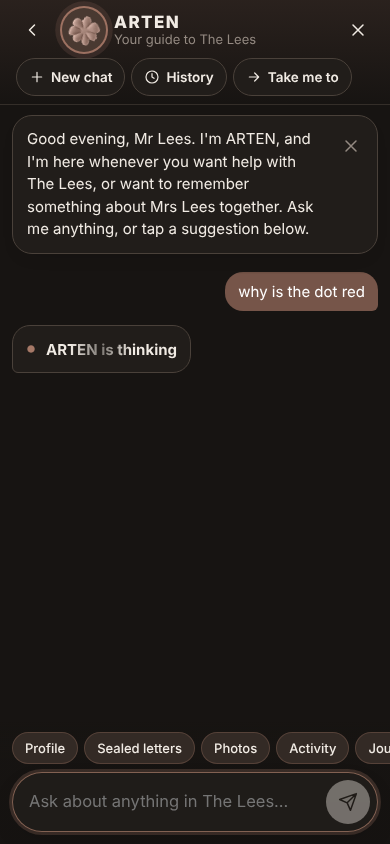 ARTEN
Your guide to The Lees
New chat
History
Take me to
Good evening, Mr Lees. I'm ARTEN, and
I'm here whenever you want help with
The Lees, or want to remember
something about Mrs Lees together. Ask
me anything, or tap a suggestion below.
why is the dot red
ARTEN is thinking
Profile
Sealed letters
Photos
Activity
Jou
Ask about anything in The Lees...